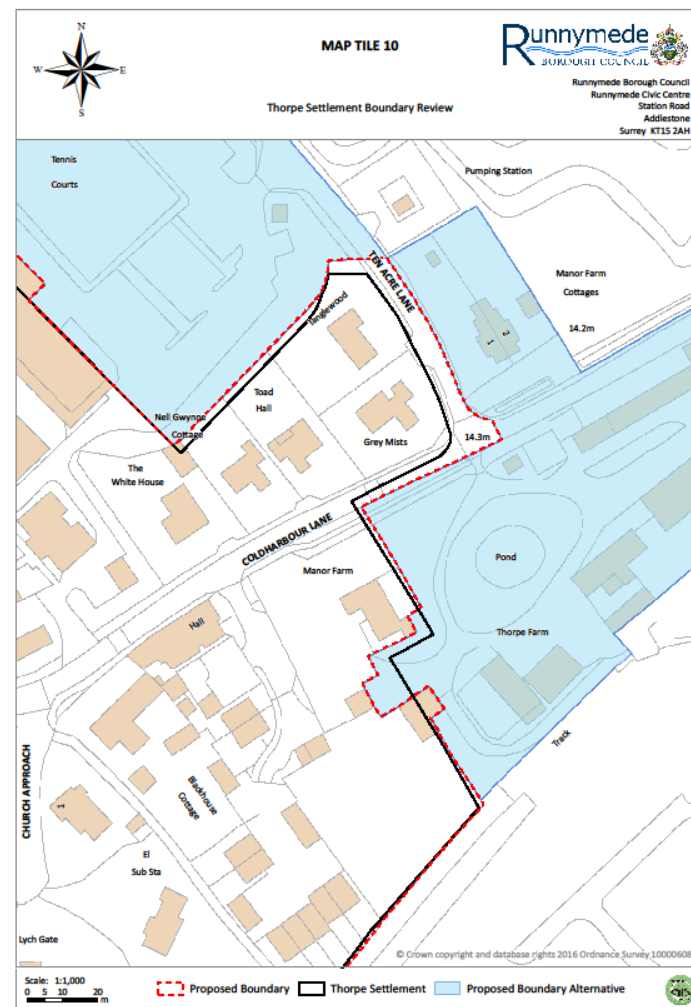 N
W
E
S
MAP TILE 10
Thorpe Settlement Boundary Review
Runnymede
BOROUGH COUNCIL
Runnymede Borough Council
Runnymede Civic Centre
Station Road
Addlestone
Surrey KT15 2AH
Tennis
Courts
Pumping Station
TEN ACRE LANE
Manor Farm
Cottages
14.2m
2
1
Tanglewood
Toad
Hall
Nell Gwynne
Cottage
Grey Mists
14.3m
The
White House
COLDHARBOUR LANE
Manor Farm
Pond
Hall
Thorpe Farm
Track
Blackhouse
Cottage
CHURCH APPROACH
1
El
Sub Sta
Lych Gate
© Crown copyright and database rights 2016 Ordnance Survey 10000608
Scale: 1:1,000
0 5 10 20
m
Proposed Boundary
Thorpe Settlement
Proposed Boundary Alternative